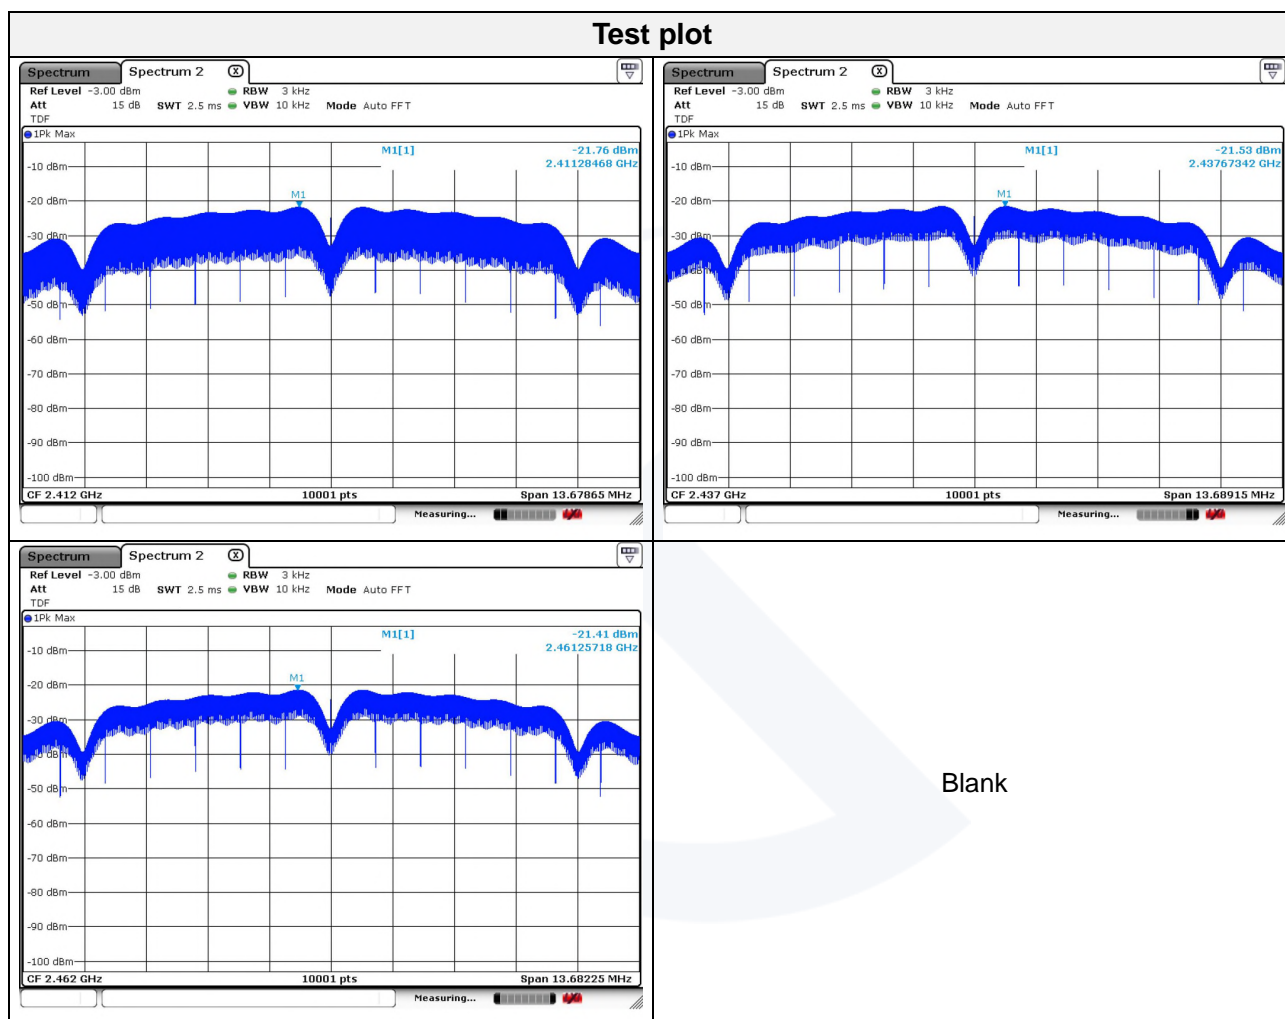 Test plot
Spectrum Spectrum 2 X
Ref Level -3.00 dBm RBW 3 kHz
Att 15 dB SWT 2.5 ms VBW 10 kHz Mode Auto FFT
TDF
1Pk Max
M1[1] -21.76 dBm
2.41128468 GHz
-10 dBm
M1
-20 dBm
-30 dBm
-50 dBm
-60 dBm
-70 dBm
-80 dBm
-90 dBm
-100 dBm
CF 2.412 GHz 10001 pts Span 13.67865 MHz
Measuring...
Spectrum Spectrum 2 X
Ref Level -3.00 dBm RBW 3 kHz
Att 15 dB SWT 2.5 ms VBW 10 kHz Mode Auto FFT
TDF
1Pk Max
M1[1] -21.53 dBm
2.43767342 GHz
-10 dBm
M1
-20 dBm
-30 dBm
-50 dBm
-60 dBm
-70 dBm
-80 dBm
-90 dBm
-100 dBm
CF 2.437 GHz 10001 pts Span 13.68915 MHz
Measuring...
Spectrum Spectrum 2 X
Ref Level -3.00 dBm RBW 3 kHz
Att 15 dB SWT 2.5 ms VBW 10 kHz Mode Auto FFT
TDF
1Pk Max
M1[1] -21.41 dBm
2.46125718 GHz
-10 dBm
M1
-20 dBm
-30 dBm
-50 dBm
-60 dBm
-70 dBm
-80 dBm
-90 dBm
-100 dBm
CF 2.462 GHz 10001 pts Span 13.68225 MHz
Measuring...
Blank